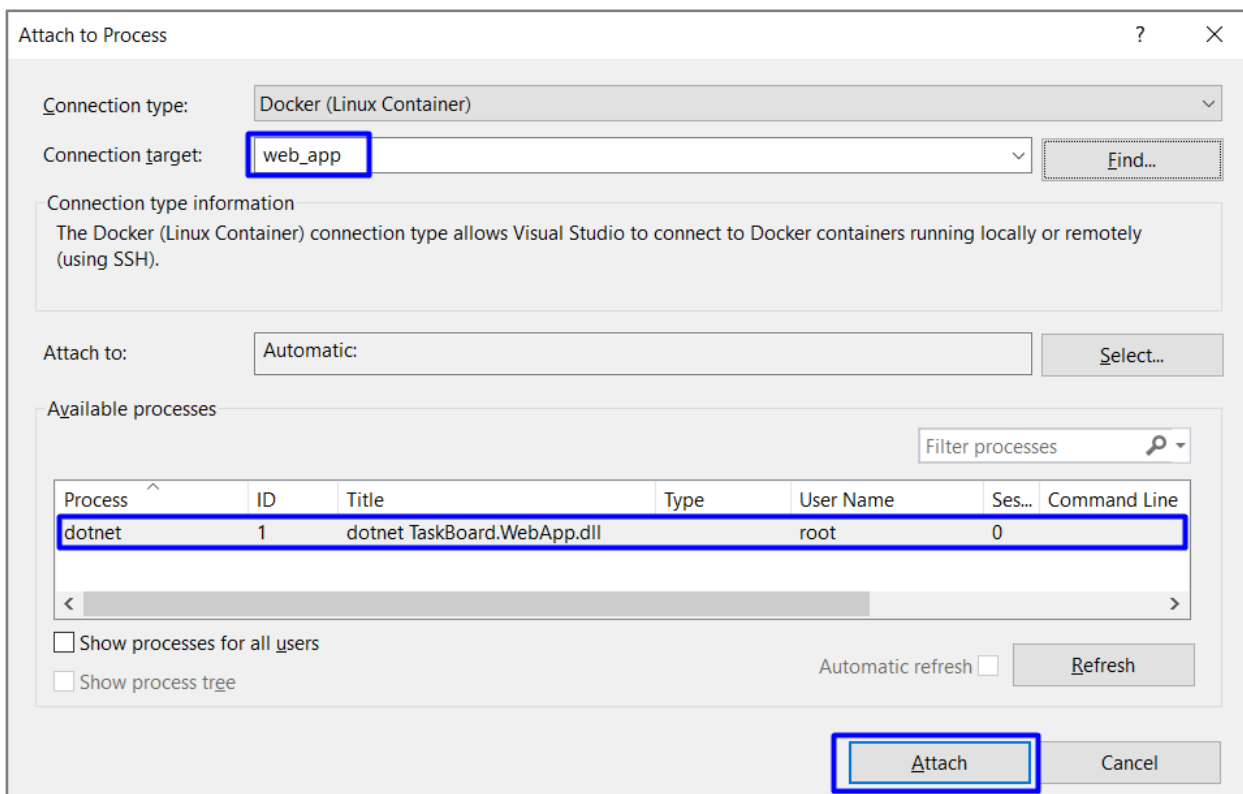 Attach to Process
?
Connection type:
Docker (Linux Container)
Connection target:
web_app
Find...
Connection type information
The Docker (Linux Container) connection type allows Visual Studio to connect to Docker containers running locally or remotely
(using SSH).
Attach to:
Automatic:
Select...
Available processes
Filter processes
Process ID Title Type User Name Ses... Command Line
dotnet 1 dotnet TaskBoard.WebApp.dll root 0
Show processes for all users
Show process tree
Automatic refresh
Refresh
Attach
Cancel